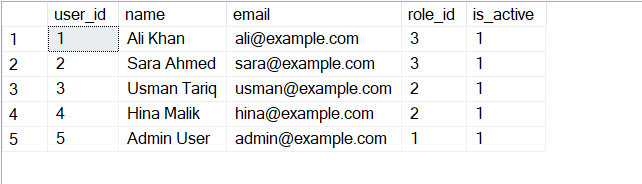 user_id name email role_id is_active
1 1 Ali Khan ali@example.com 3 1
2 2 Sara Ahmed sara@example.com 3 1
3 3 Usman Tariq usman@example.com 2 1
4 4 Hina Malik hina@example.com 2 1
5 5 Admin User admin@example.com 1 1